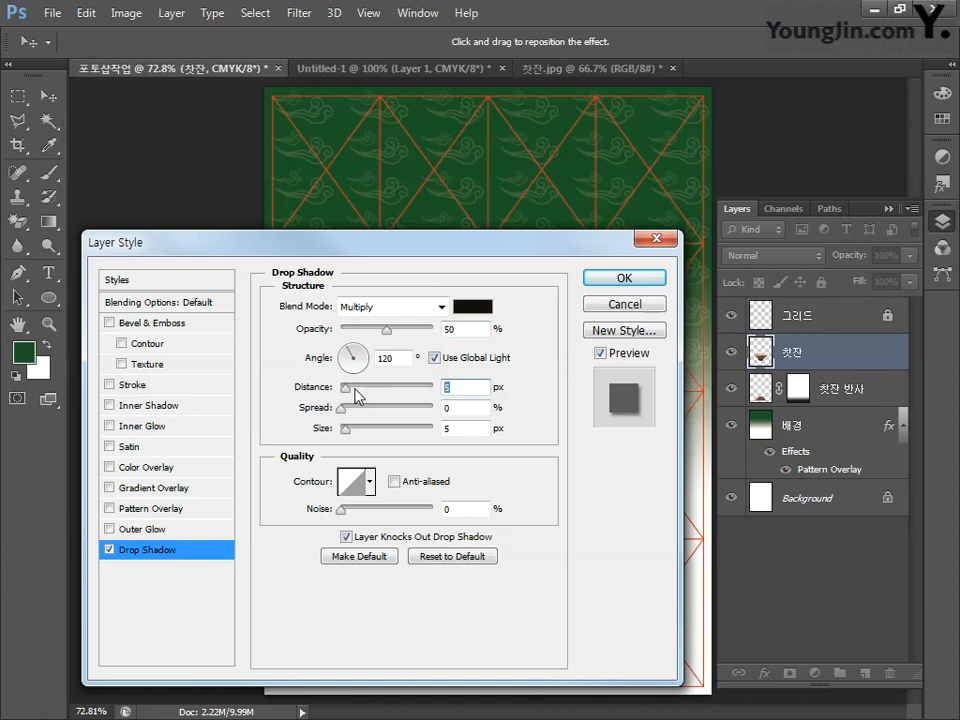 Ps File Edit Image Layer Type Select Filter 3D View Window Help
YoungJin.com Y.
Click and drag to reposition the effect.
포토샵작업 @ 72.8% (찻잔, CMYK/8*) * × Untitled-1 @ 100% (Layer 1, CMYK/8*) * × 찻잔.jpg @ 66.7% (RGB/8#) * ×
Layers Channels Paths
Kind
Normal Opacity: 100%
Lock: Fill: 100%
그리드
찻잔
찻잔 반사
배경 fx
Effects
Pattern Overlay
Background
Layer Style
Styles
Blending Options: Default
Bevel & Emboss
Contour
Texture
Stroke
Inner Shadow
Inner Glow
Satin
Color Overlay
Gradient Overlay
Pattern Overlay
Outer Glow
Drop Shadow
Drop Shadow
Structure
Blend Mode: Multiply
Opacity: 50 %
Angle: 120 ° Use Global Light
Distance: 5 px
Spread: 0 %
Size: 5 px
Quality
Contour: Anti-aliased
Noise: 0 %
Layer Knocks Out Drop Shadow
Make Default Reset to Default
OK
Cancel
New Style...
Preview
72.81% Doc: 2.22M/9.99M